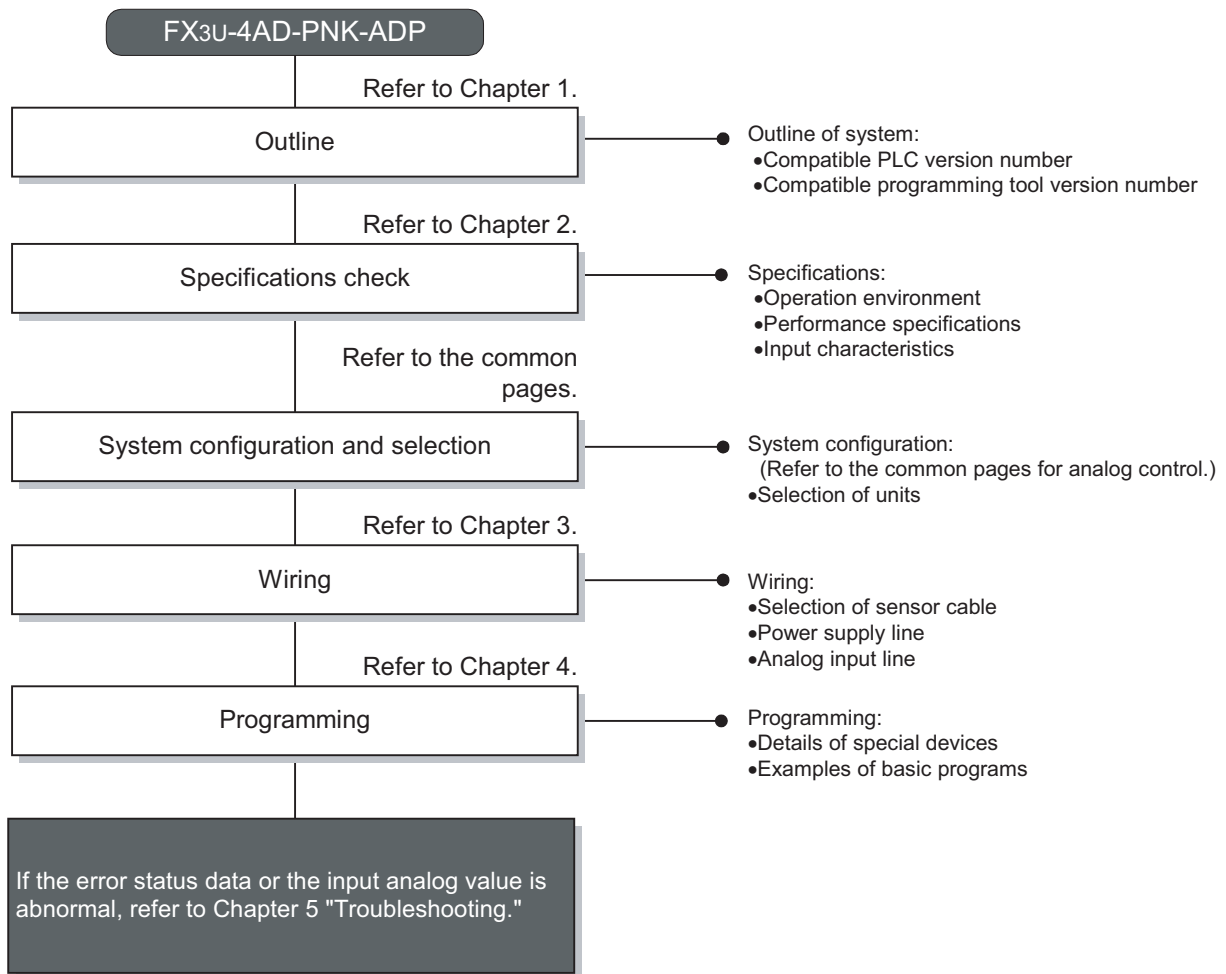 FX3U-4AD-PNK-ADP
Refer to Chapter 1.
Outline
Outline of system:
•Compatible PLC version number
•Compatible programming tool version number
Refer to Chapter 2.
Specifications check
Specifications:
•Operation environment
•Performance specifications
•Input characteristics
Refer to the common
pages.
System configuration and selection
System configuration:
(Refer to the common pages for analog control.)
•Selection of units
Refer to Chapter 3.
Wiring
Wiring:
•Selection of sensor cable
•Power supply line
•Analog input line
Refer to Chapter 4.
Programming
Programming:
•Details of special devices
•Examples of basic programs
If the error status data or the input analog value is
abnormal, refer to Chapter 5 "Troubleshooting."